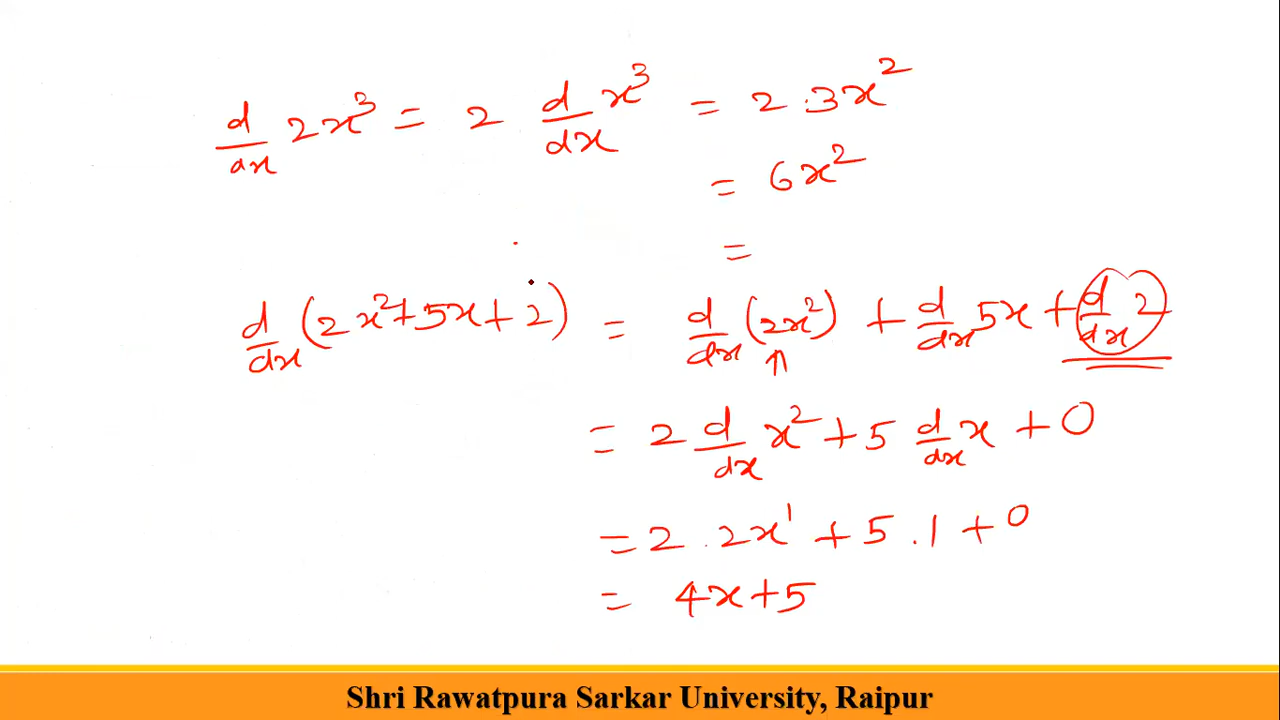 d/dx 2x³ = 2 d/dx x³ = 2.3x²
= 6x²
=
d/dx (2x²+5x+2) = d/dx (2x²) + d/dx 5x + d/dx 2
= 2 d/dx x² + 5 d/dx x + 0
= 2.2x¹ + 5.1 + 0
= 4x+5
Shri Rawatpura Sarkar University, Raipur